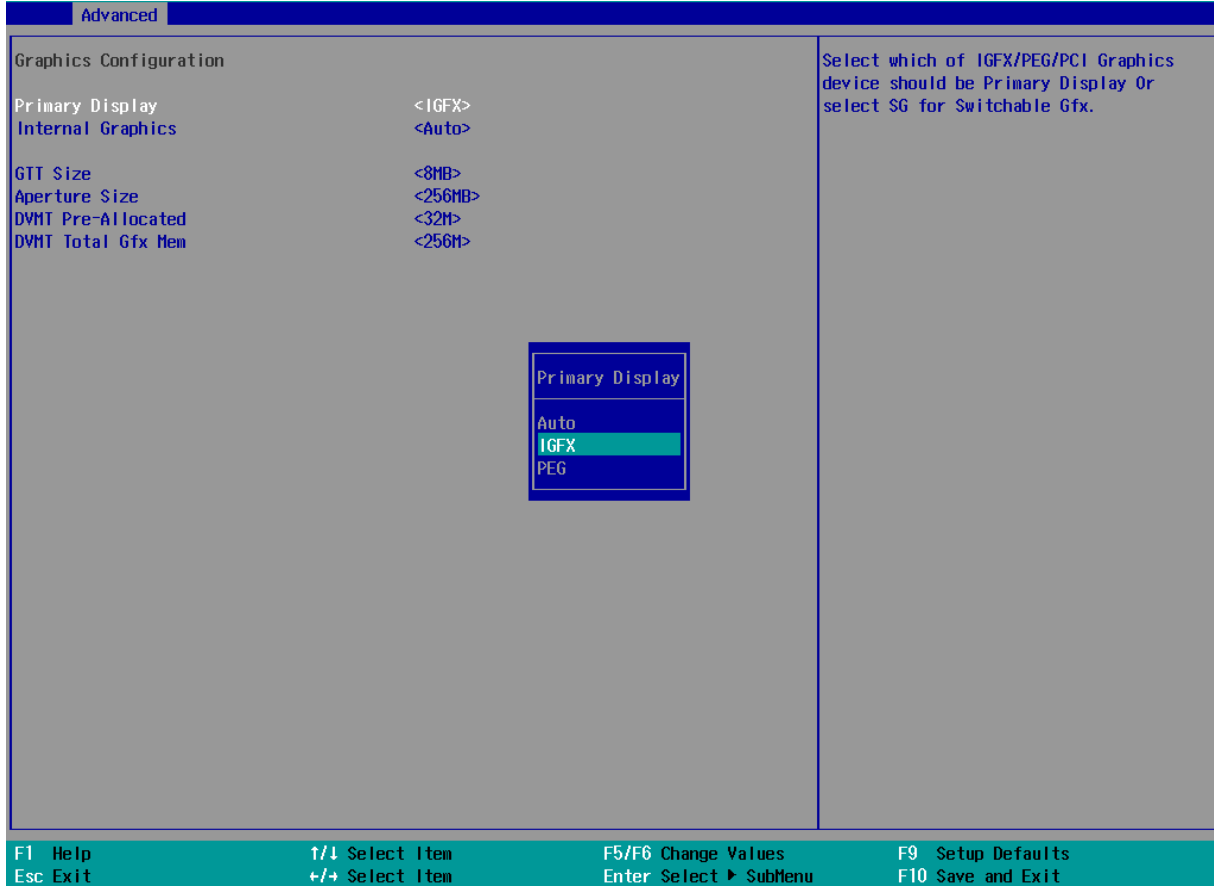 Advanced
Graphics Configuration
Primary Display <IGFX>
Internal Graphics <Auto>
GTT Size <8MB>
Aperture Size <256MB>
DVMT Pre-Allocated <32M>
DVMT Total Gfx Mem <256M>
Select which of IGFX/PEG/PCI Graphics
device should be Primary Display Or
select SG for Switchable Gfx.
Primary Display
Auto
IGFX
PEG
F1 Help ↑/↓ Select Item F5/F6 Change Values F9 Setup Defaults
Esc Exit ←/→ Select Item Enter Select ▶ SubMenu F10 Save and Exit